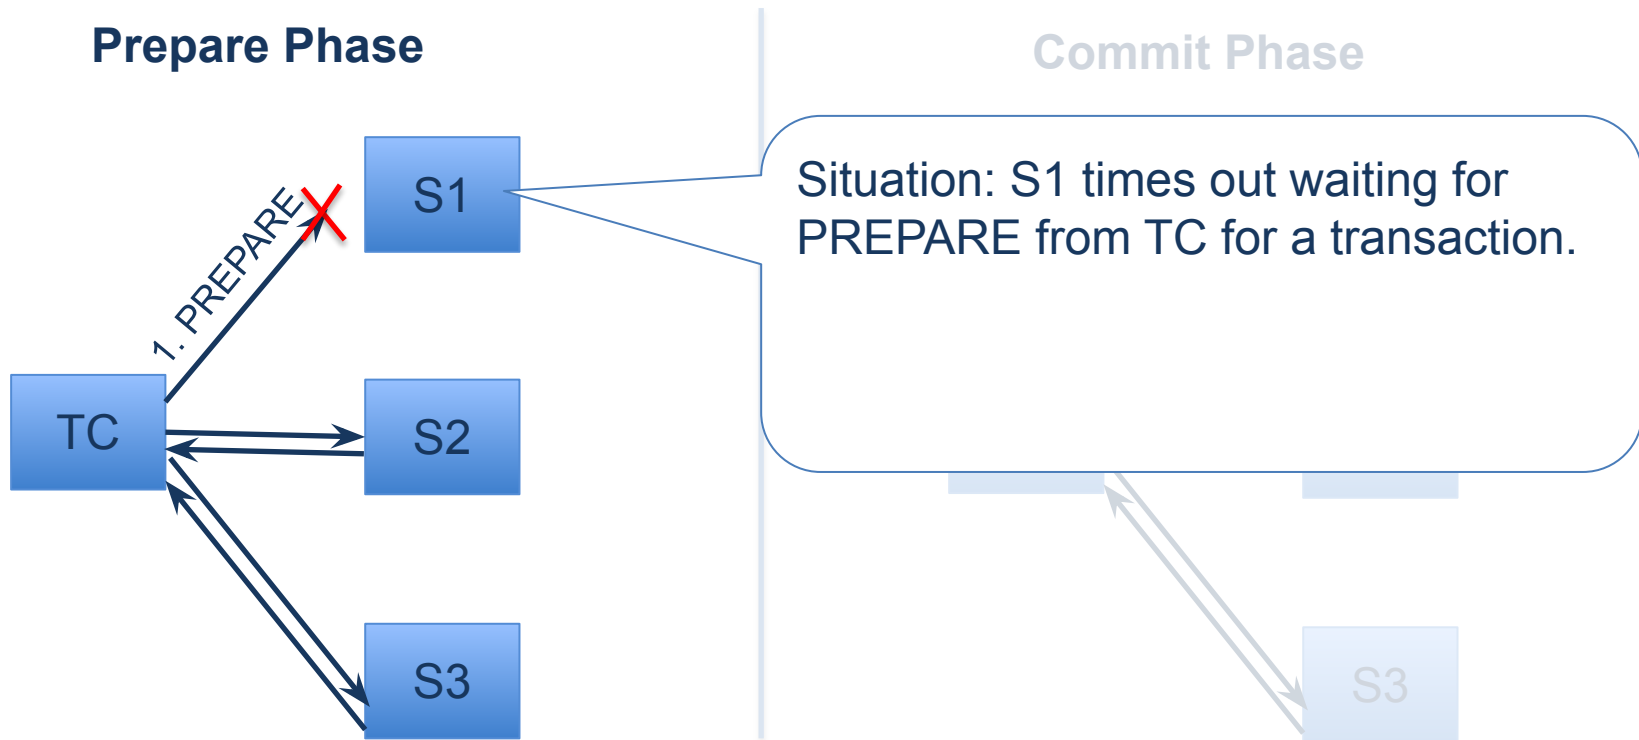 Prepare Phase
Commit Phase
S1
Situation: S1 times out waiting for
PREPARE from TC for a transaction.
1. PREPARE
TC
S2
S3
S3